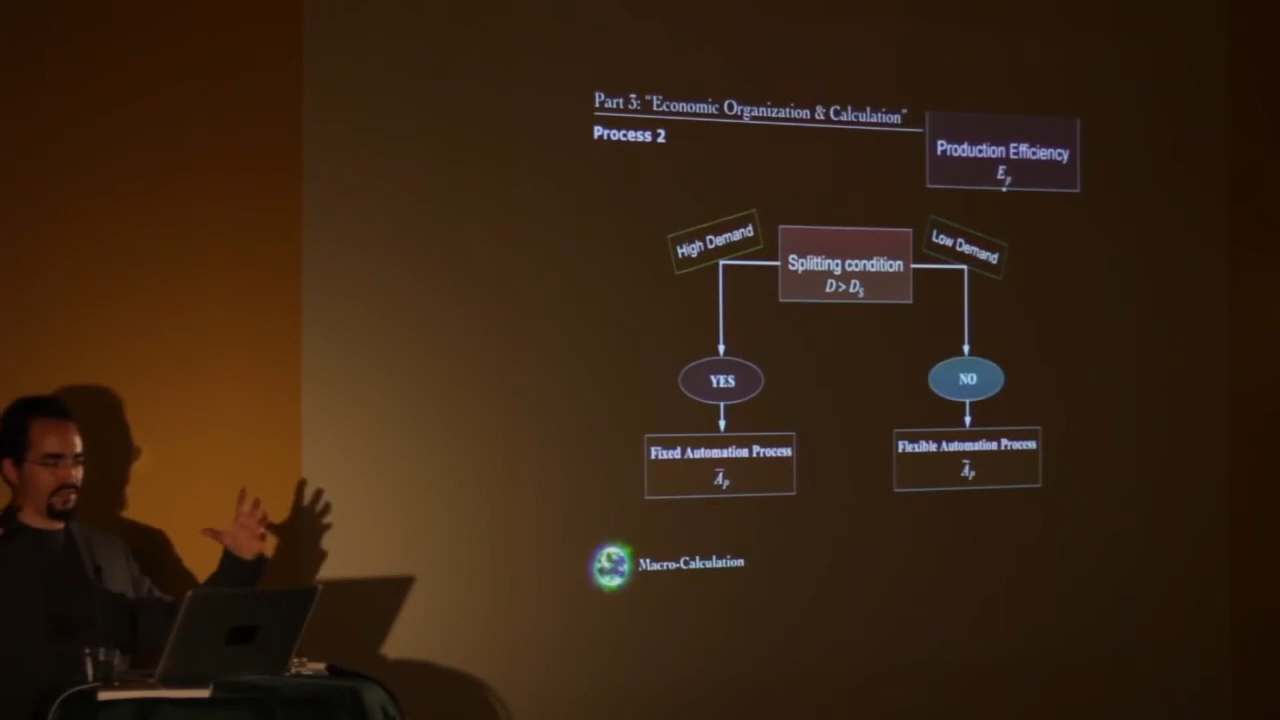 Part 3: "Economic Organization & Calculation"
Process 2
Production Efficiency
Eₚ
High Demand
Splitting condition
D > Dₛ
Low Demand
YES
NO
Fixed Automation Process
A̅ₚ
Flexible Automation Process
Ãₚ
Macro-Calculation